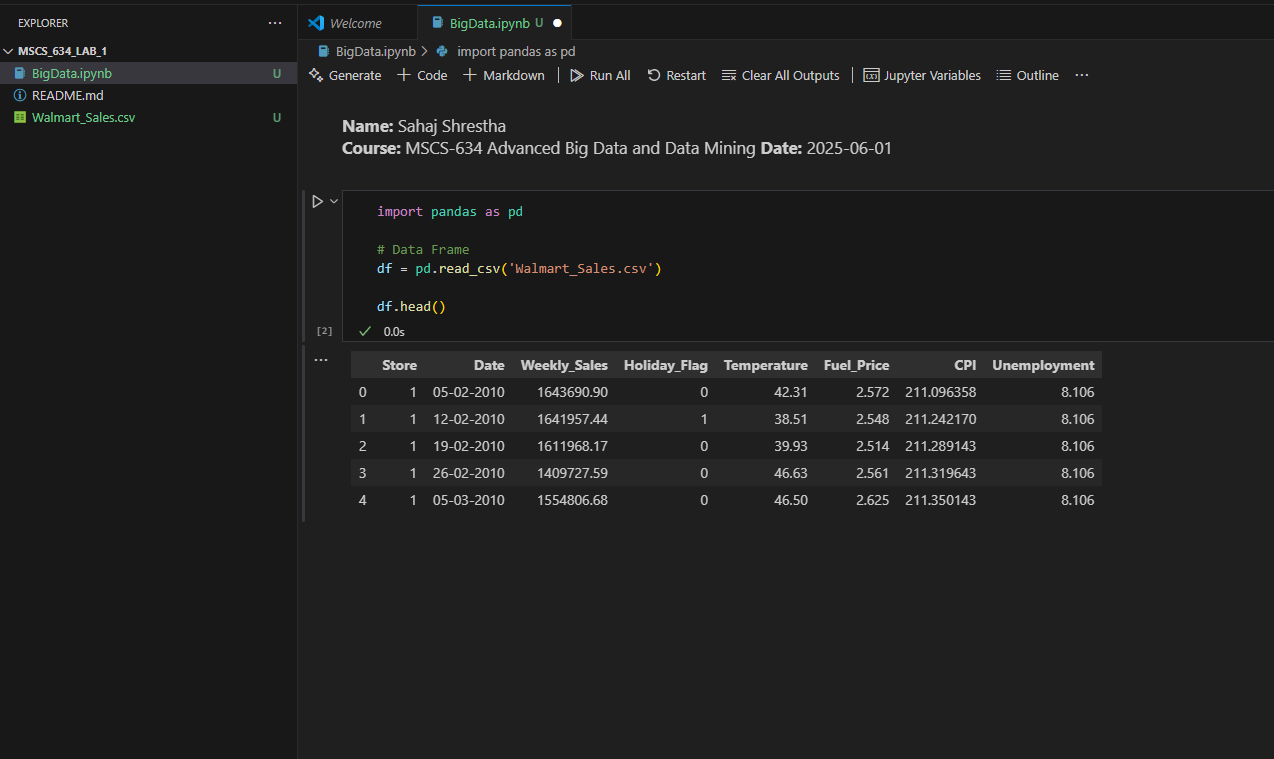 EXPLORER ···
MSCS_634_LAB_1
BigData.ipynb U
README.md
Walmart_Sales.csv U
Welcome BigData.ipynb U
BigData.ipynb > import pandas as pd
Generate + Code + Markdown | Run All Restart Clear All Outputs | Jupyter Variables Outline ···
Name: Sahaj Shrestha
Course: MSCS-634 Advanced Big Data and Data Mining Date: 2025-06-01
import pandas as pd
# Data Frame
df = pd.read_csv('Walmart_Sales.csv')
df.head()
[2] ✓ 0.0s
···
Store Date Weekly_Sales Holiday_Flag Temperature Fuel_Price CPI Unemployment
0 1 05-02-2010 1643690.90 0 42.31 2.572 211.096358 8.106
1 1 12-02-2010 1641957.44 1 38.51 2.548 211.242170 8.106
2 1 19-02-2010 1611968.17 0 39.93 2.514 211.289143 8.106
3 1 26-02-2010 1409727.59 0 46.63 2.561 211.319643 8.106
4 1 05-03-2010 1554806.68 0 46.50 2.625 211.350143 8.106